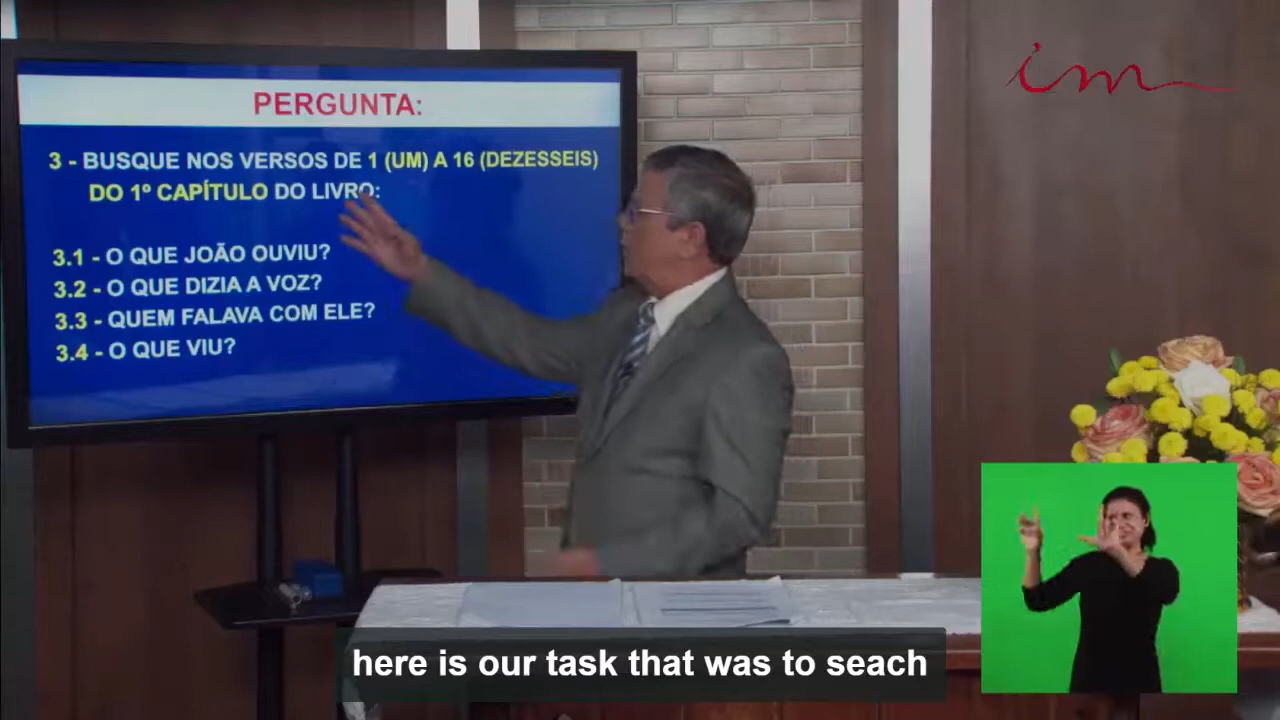 im
PERGUNTA:
3 - BUSQUE NOS VERSOS DE 1 (UM) A 16 (DEZESSEIS)
DO 1º CAPÍTULO DO LIVRO:
3.1 - O QUE JOÃO OUVIU?
3.2 - O QUE DIZIA A VOZ?
3.3 - QUEM FALAVA COM ELE?
3.4 - O QUE VIU?
here is our task that was to seach